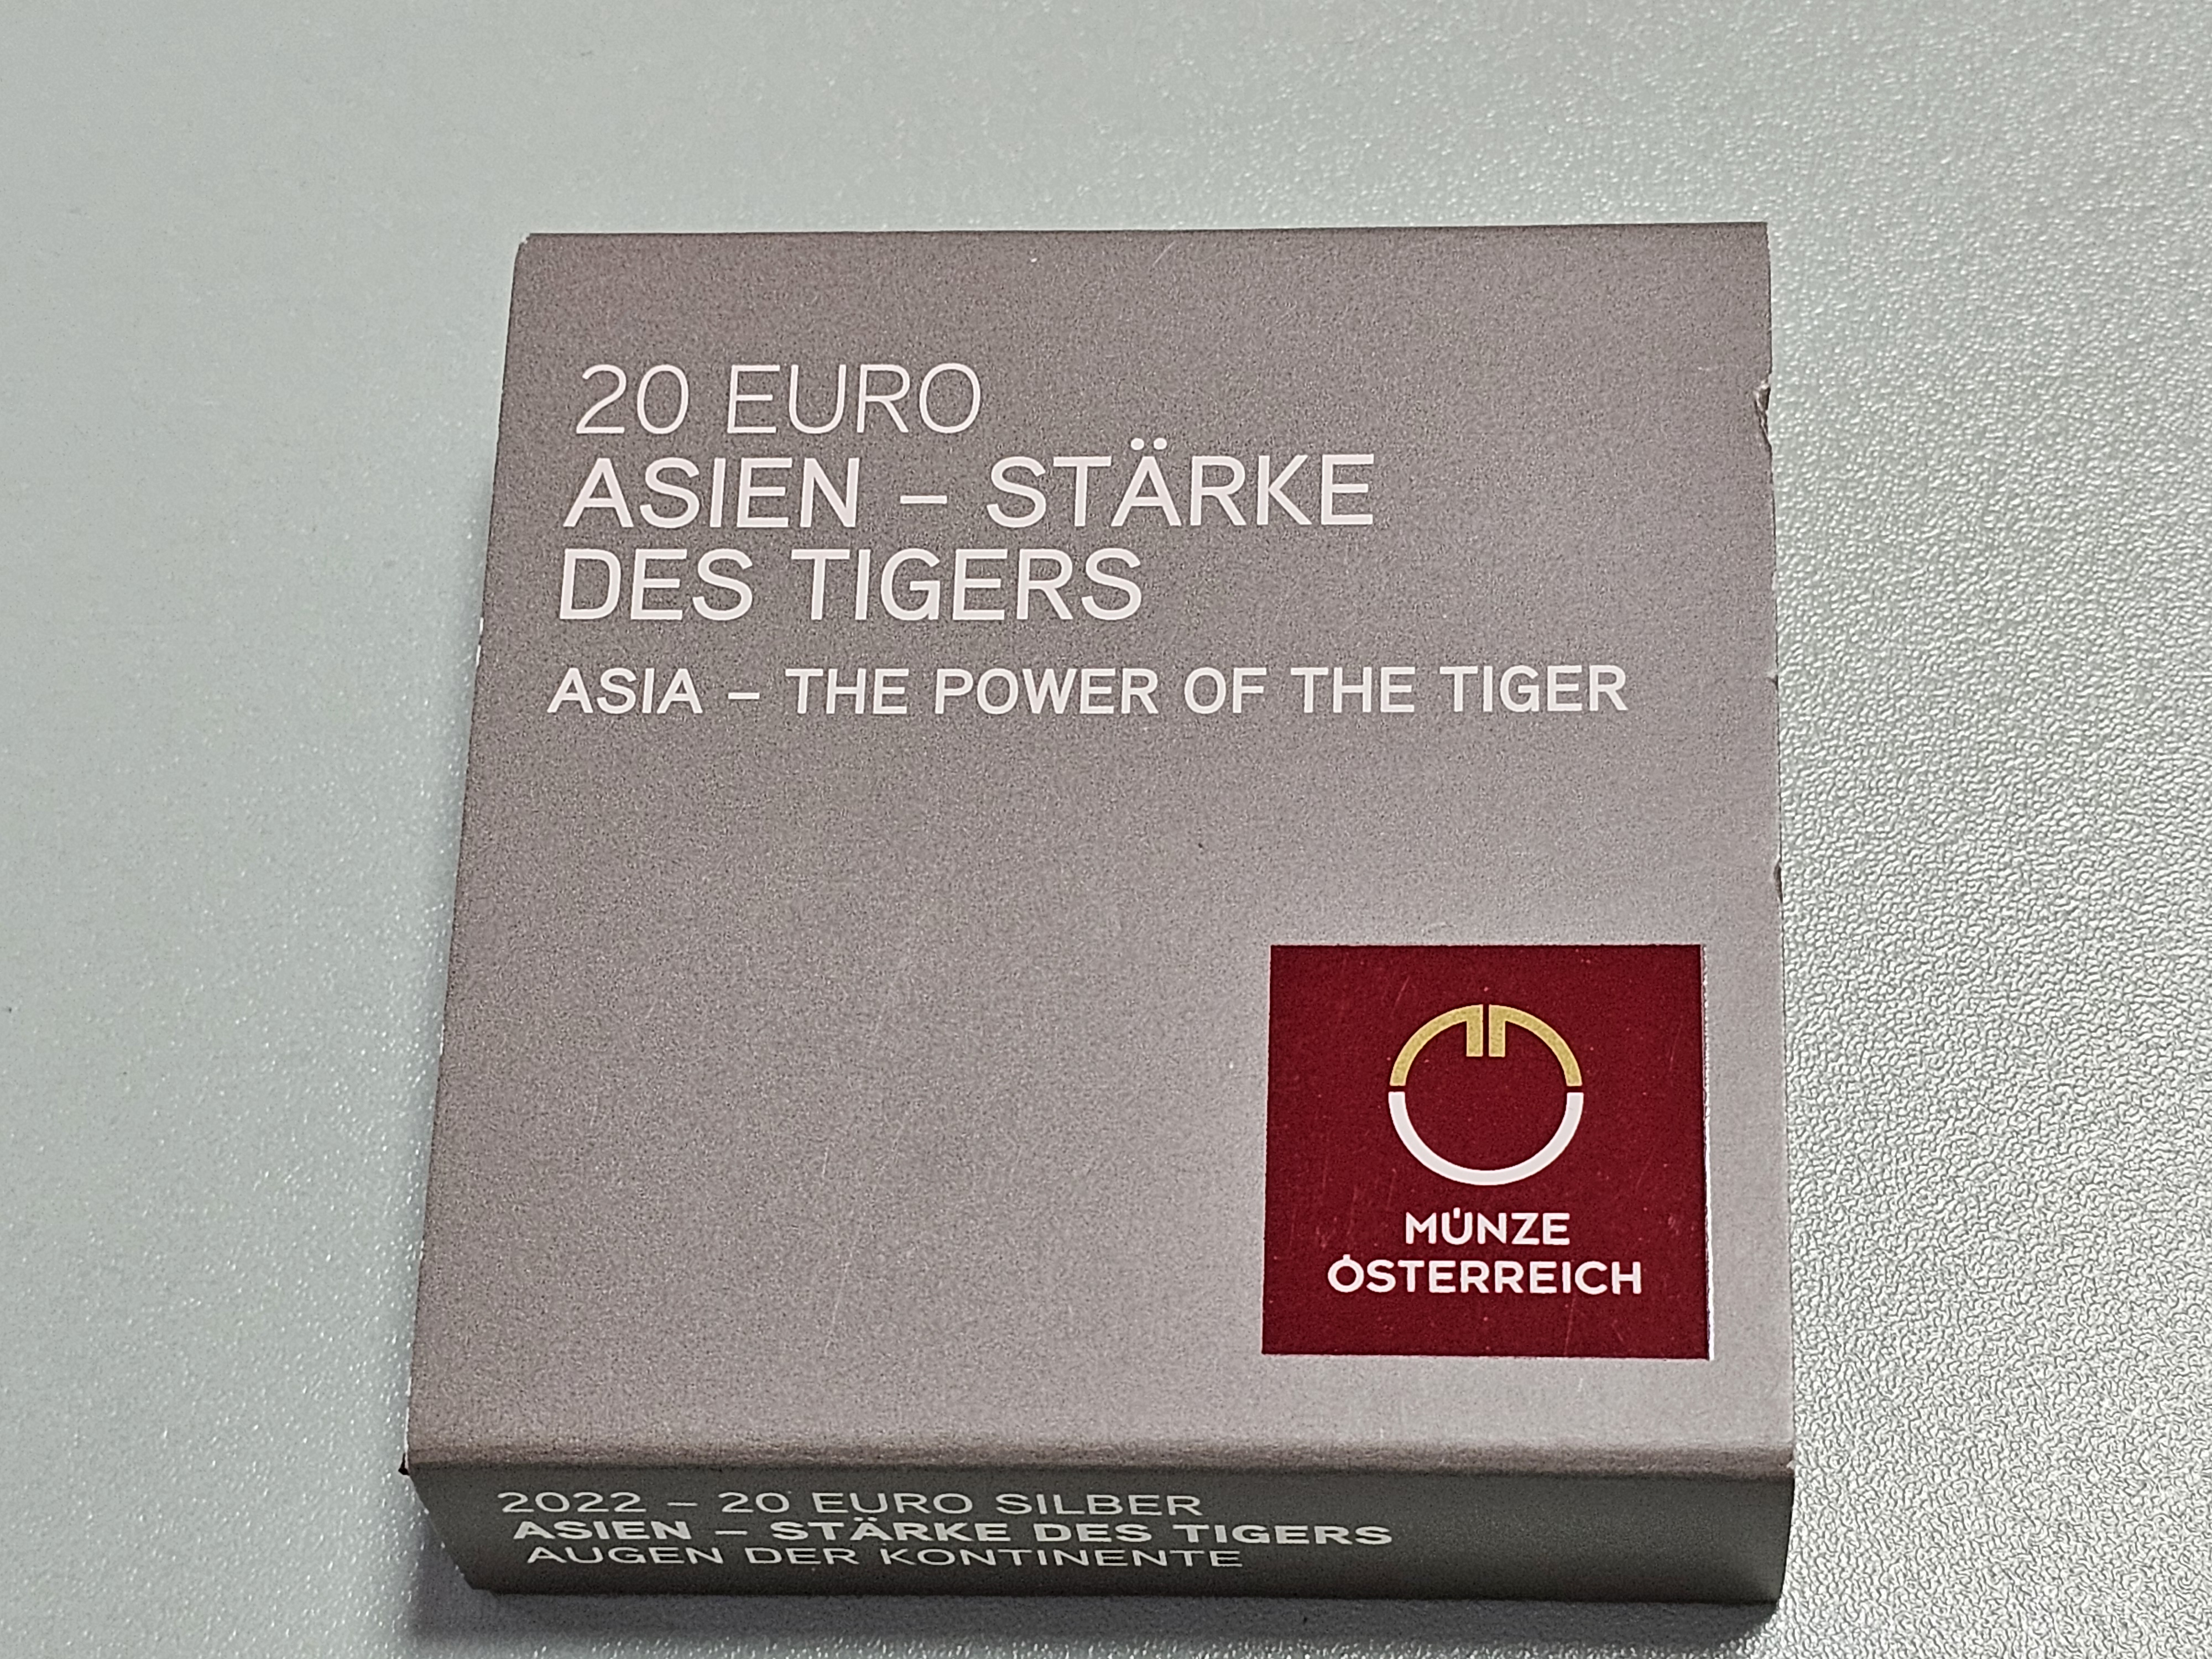 20 EURO
ASIEN – STÄRKE
DES TIGERS
ASIA – THE POWER OF THE TIGER
MÜNZE
ÖSTERREICH
2022 – 20 EURO SILBER
ASIEN – STÄRKE DES TIGERS
AUGEN DER KONTINENTE